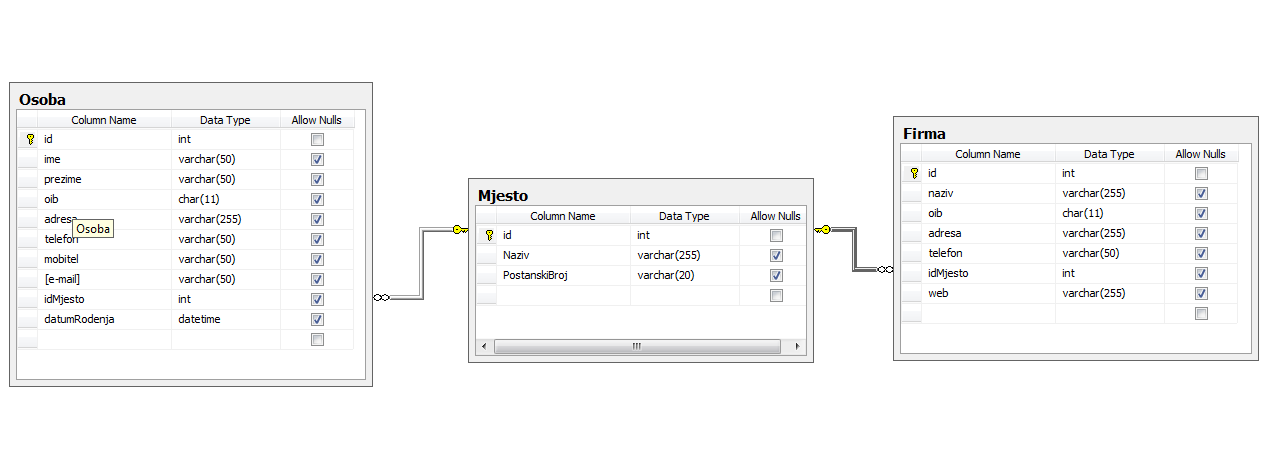 Osoba
Column Name Data Type Allow Nulls
id int
ime varchar(50)
prezime varchar(50)
oib char(11)
adresa varchar(255)
Osoba
telefon varchar(50)
mobitel varchar(50)
[e-mail] varchar(50)
idMjesto int
datumRodenja datetime
Mjesto
Column Name Data Type Allow Nulls
id int
Naziv varchar(255)
PostanskiBroj varchar(20)
Firma
Column Name Data Type Allow Nulls
id int
naziv varchar(255)
oib char(11)
adresa varchar(255)
telefon varchar(50)
idMjesto int
web varchar(255)